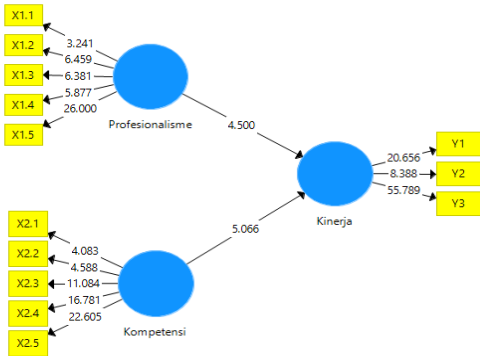 X1.1
X1.2
X1.3
X1.4
X1.5
3.241
6.459
6.381
5.877
26.000
Profesionalisme
4.500
X2.1
X2.2
X2.3
X2.4
X2.5
4.083
4.588
11.084
16.781
22.605
Kompetensi
5.066
Kinerja
20.656
8.388
55.789
Y1
Y2
Y3